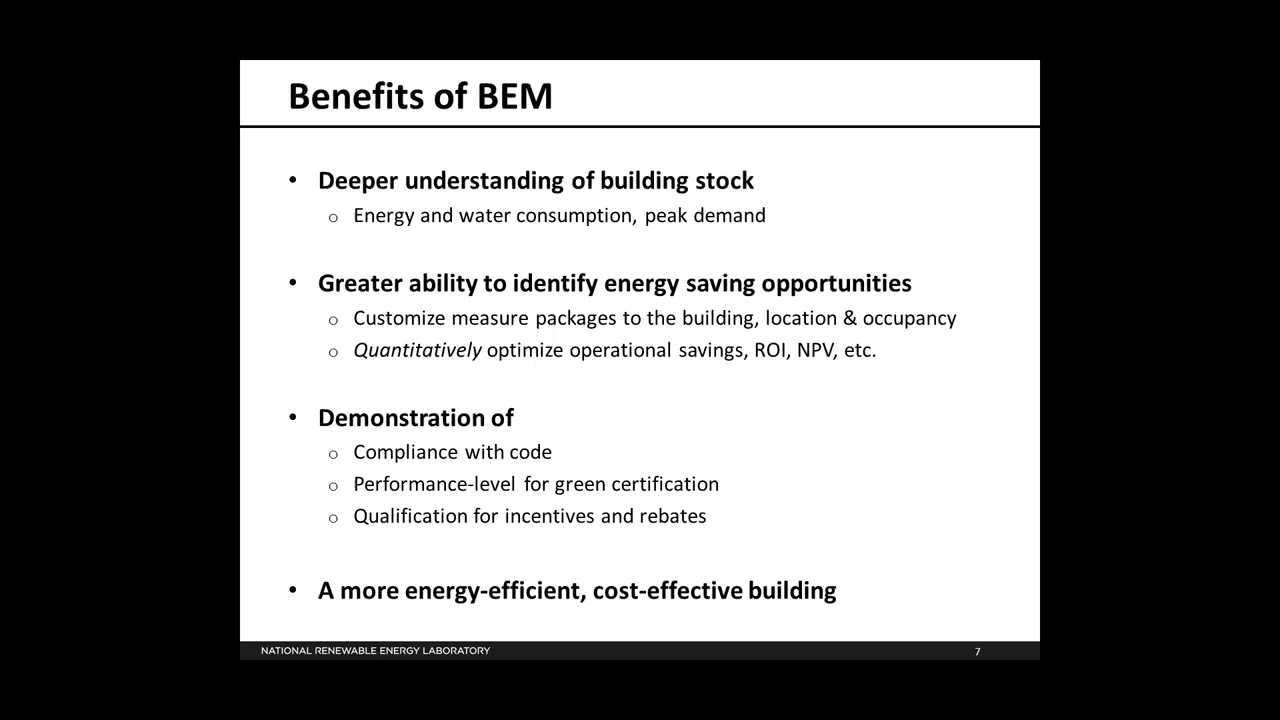 Benefits of BEM
• Deeper understanding of building stock
o Energy and water consumption, peak demand
• Greater ability to identify energy saving opportunities
o Customize measure packages to the building, location & occupancy
o Quantitatively optimize operational savings, ROI, NPV, etc.
• Demonstration of
o Compliance with code
o Performance-level for green certification
o Qualification for incentives and rebates
• A more energy-efficient, cost-effective building
NATIONAL RENEWABLE ENERGY LABORATORY 7